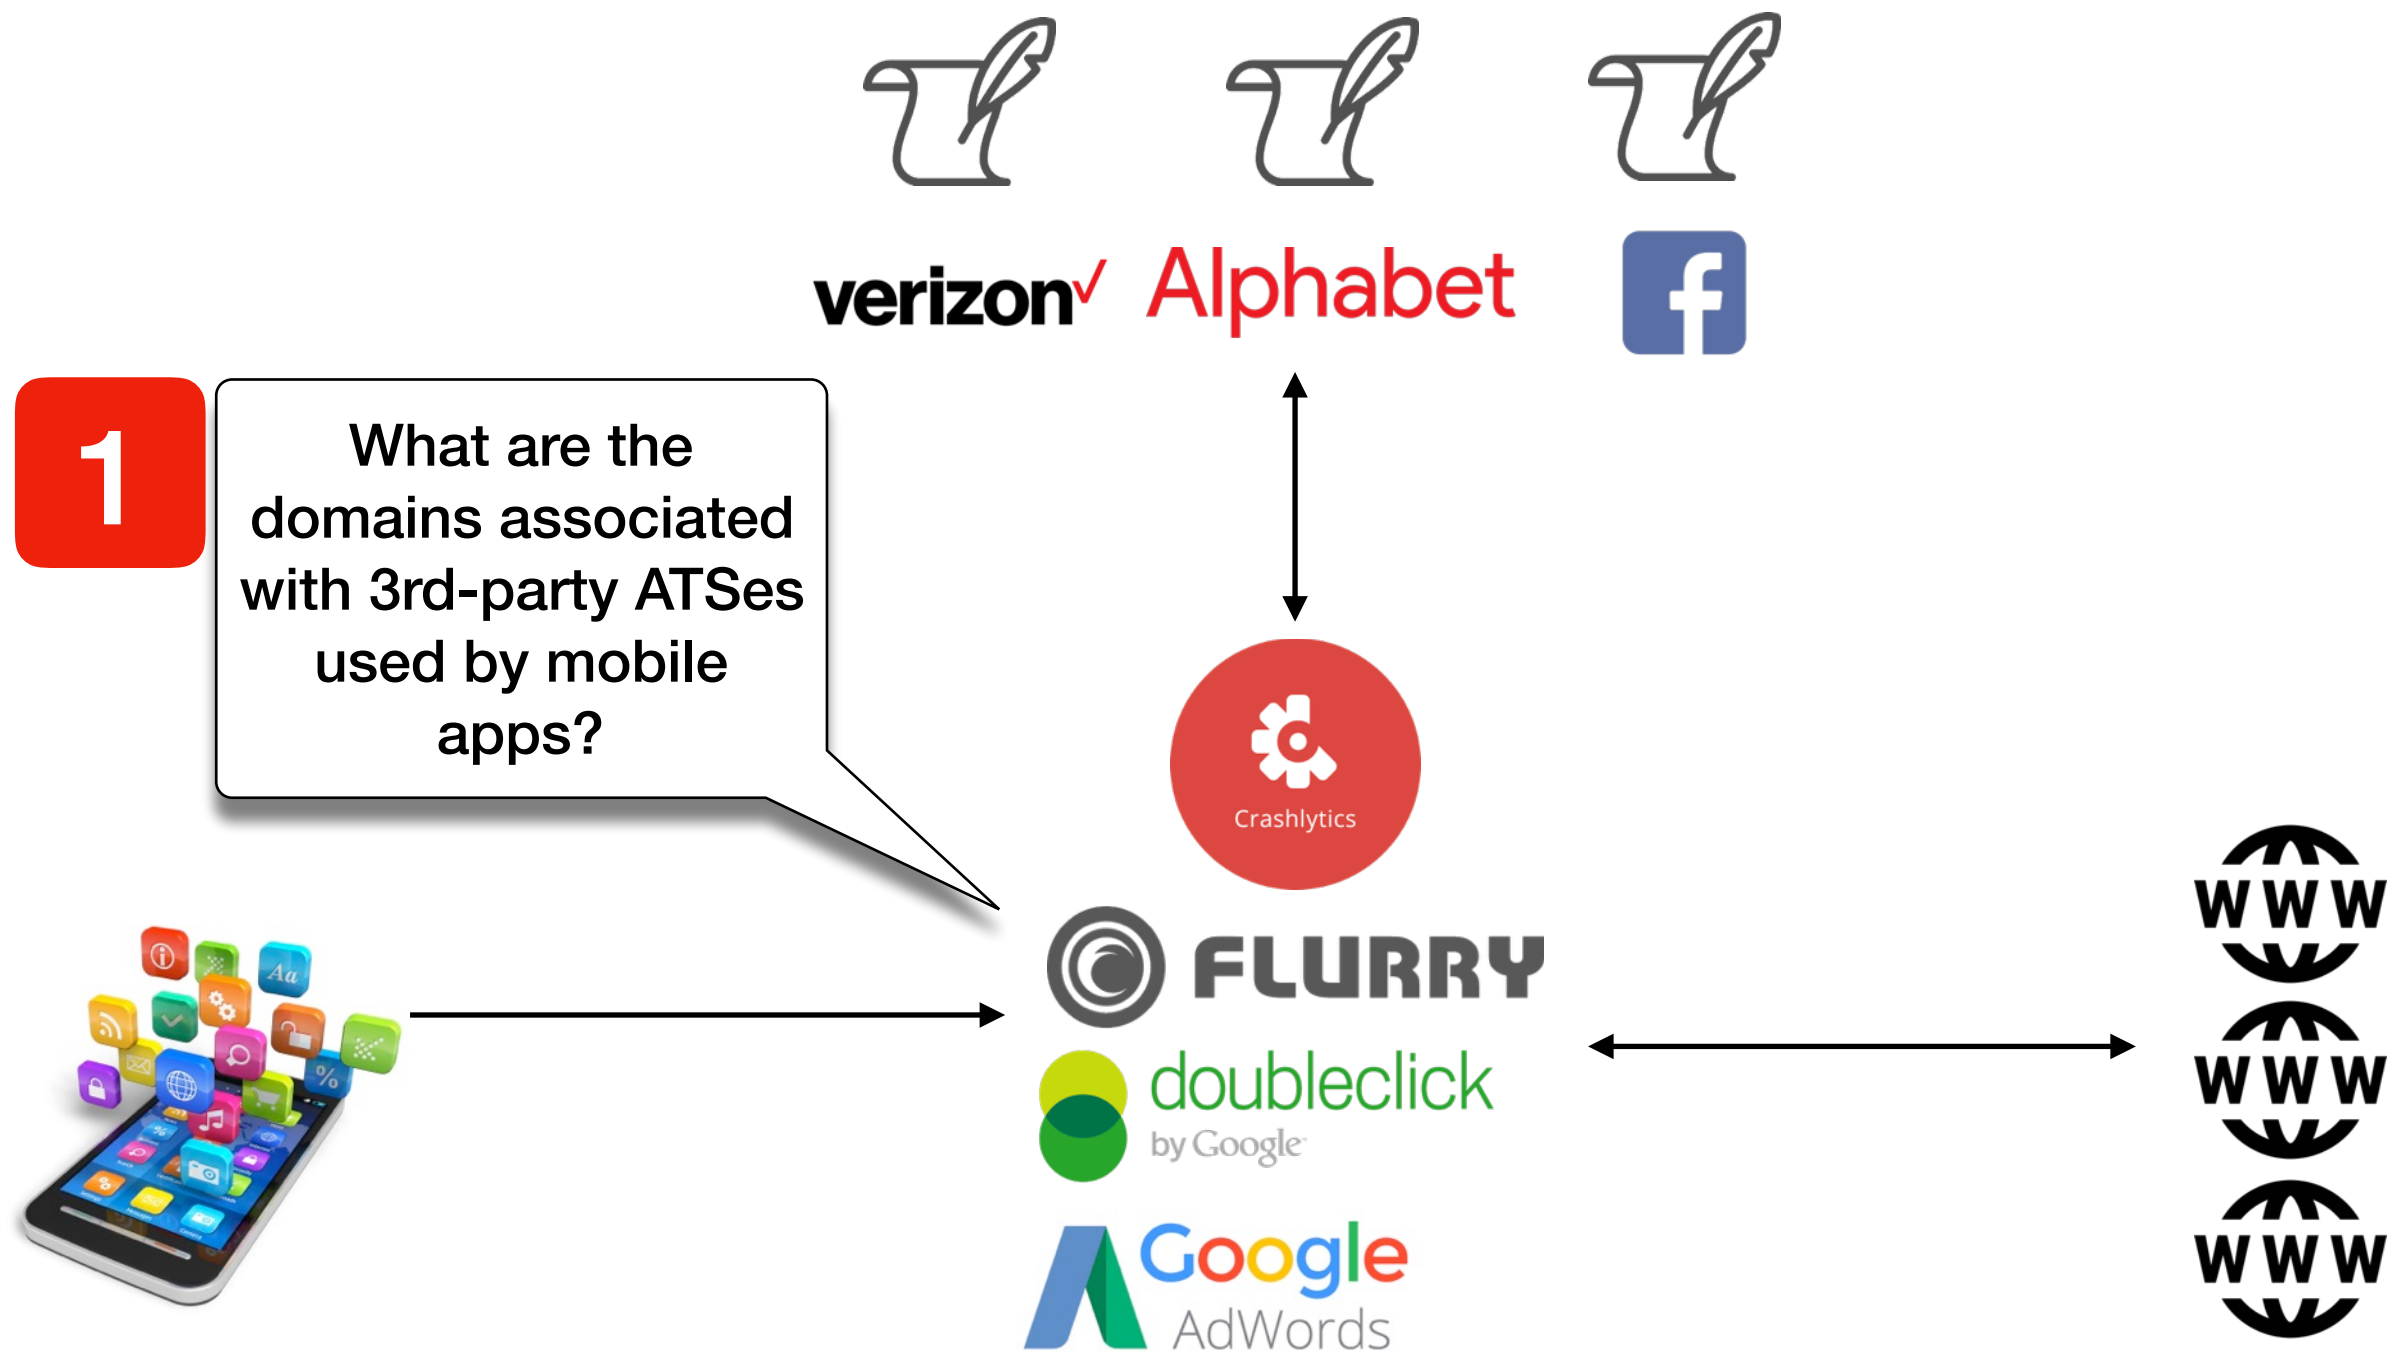 verizon✓
Alphabet
1
What are the
domains associated
with 3rd-party ATSes
used by mobile
apps?
Crashlytics
FLURRY
doubleclick
by Google
Google
AdWords
Aa
%
WWW
WWW
WWW